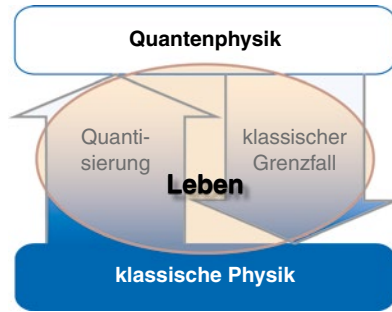 Quantenphysik
Quanti-
sierung
klassischer
Grenzfall
Leben
klassische Physik